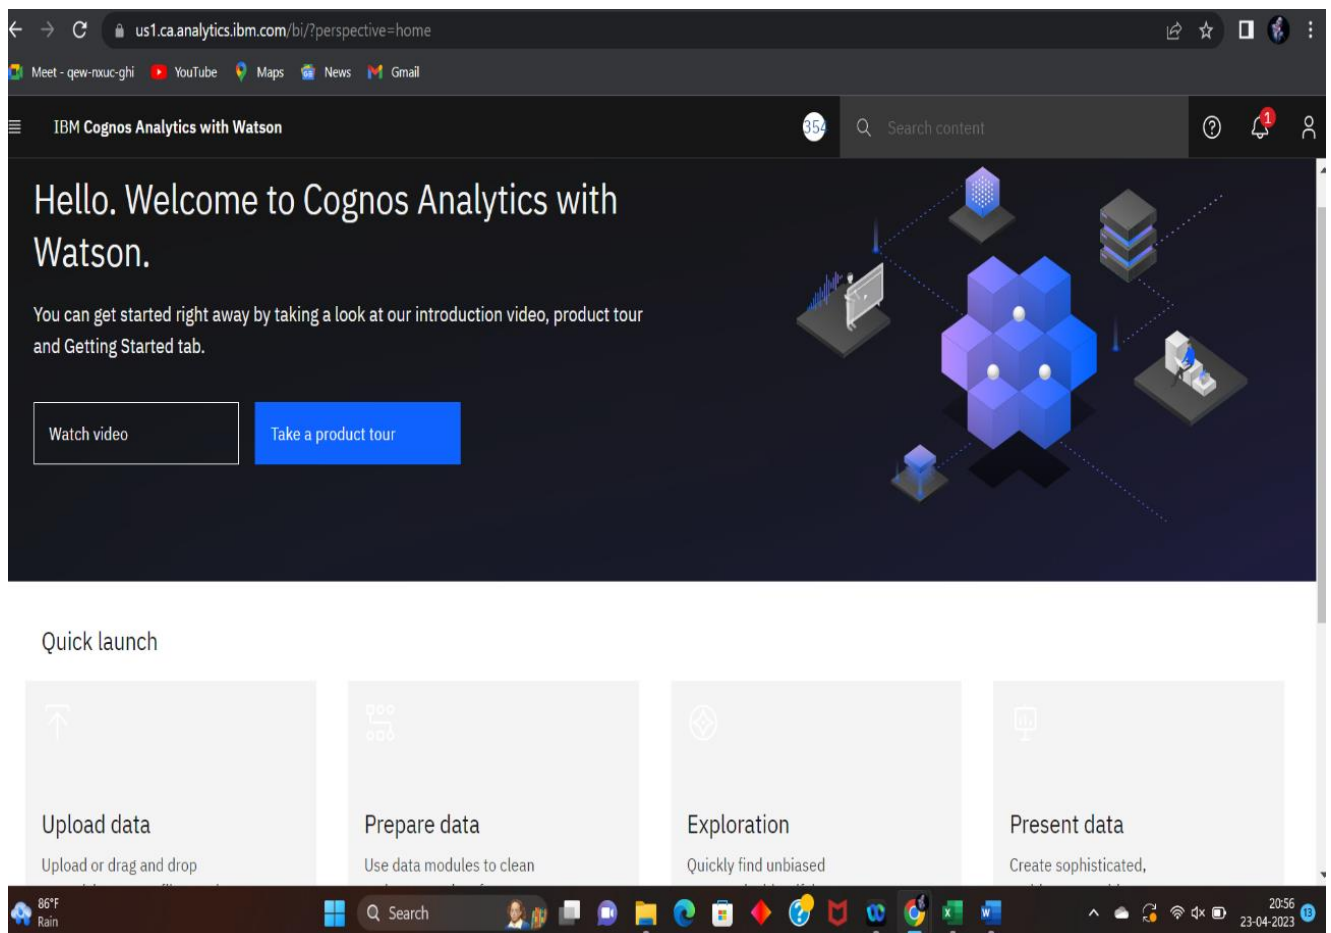 us1.ca.analytics.ibm.com/bi/?perspective=home
Meet - qew-nxuc-ghi YouTube Maps News Gmail
IBM Cognos Analytics with Watson 354 Search content 1
Hello. Welcome to Cognos Analytics with
Watson.
You can get started right away by taking a look at our introduction video, product tour
and Getting Started tab.
Watch video Take a product tour
Quick launch
Upload data Prepare data Exploration Present data
Upload or drag and drop Use data modules to clean Quickly find unbiased Create sophisticated,
86°F
Rain
Search
20:56
23-04-2023 13